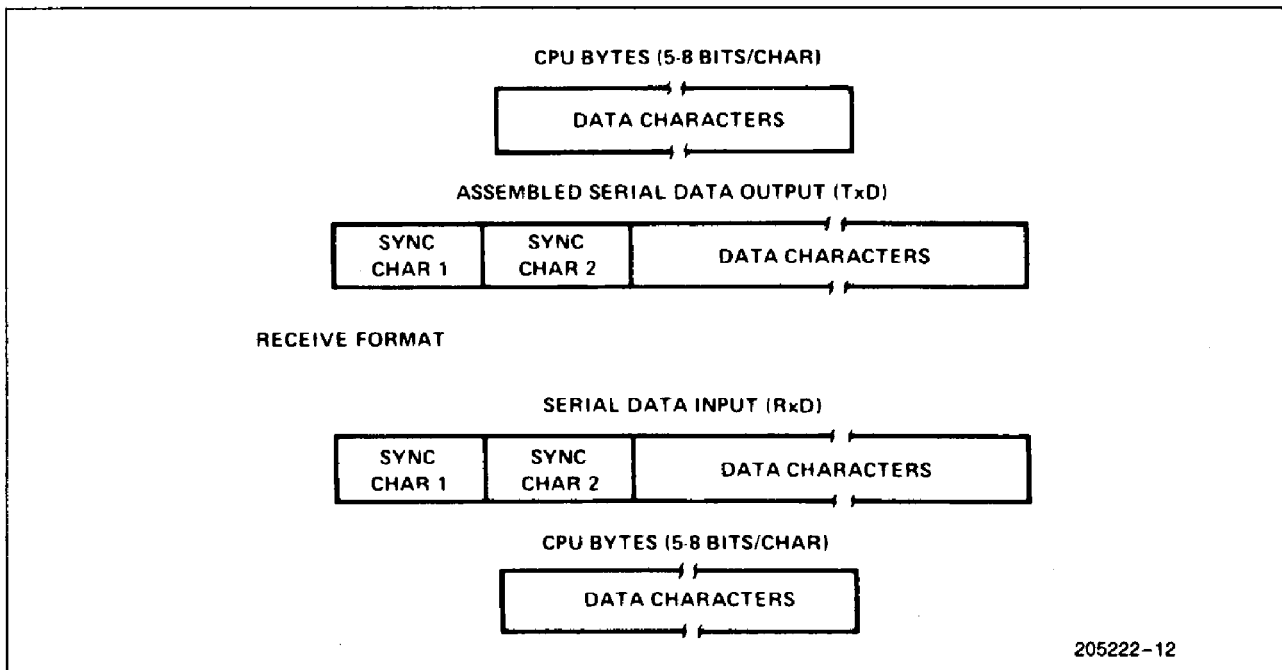 CPU BYTES (5-8 BITS/CHAR)
DATA CHARACTERS
ASSEMBLED SERIAL DATA OUTPUT (TxD)
SYNC CHAR 1
SYNC CHAR 2
DATA CHARACTERS
RECEIVE FORMAT
SERIAL DATA INPUT (RxD)
SYNC CHAR 1
SYNC CHAR 2
DATA CHARACTERS
CPU BYTES (5-8 BITS/CHAR)
DATA CHARACTERS
205222-12